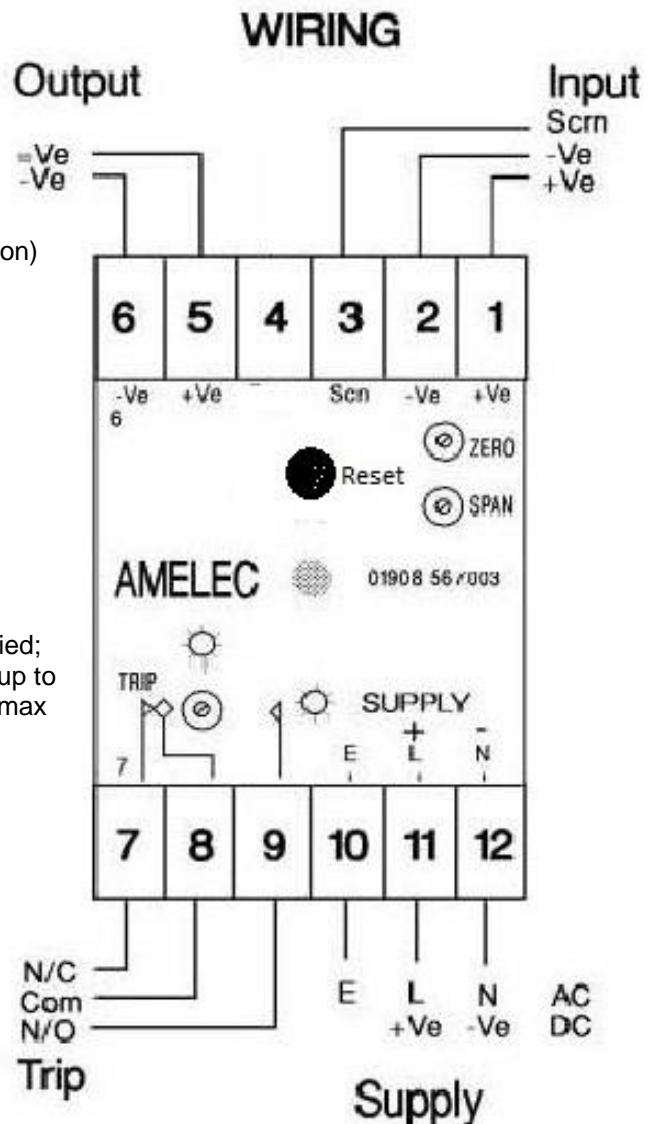 WIRING
Output
Input
Scrn
=Ve
-Ve
-Ve
+Ve
on)
6 5 4 3 2 1
-Ve +Ve Scn -Ve +Ve
6
ZERO
Reset
SPAN
AMELEC
01908
ied;
up to
max
TRIP
SUPPLY
+ -
E L N
7
7 8 9 10 11 12
N/C
Com
N/O
E L N AC
+Ve -Ve DC
Trip
Supply